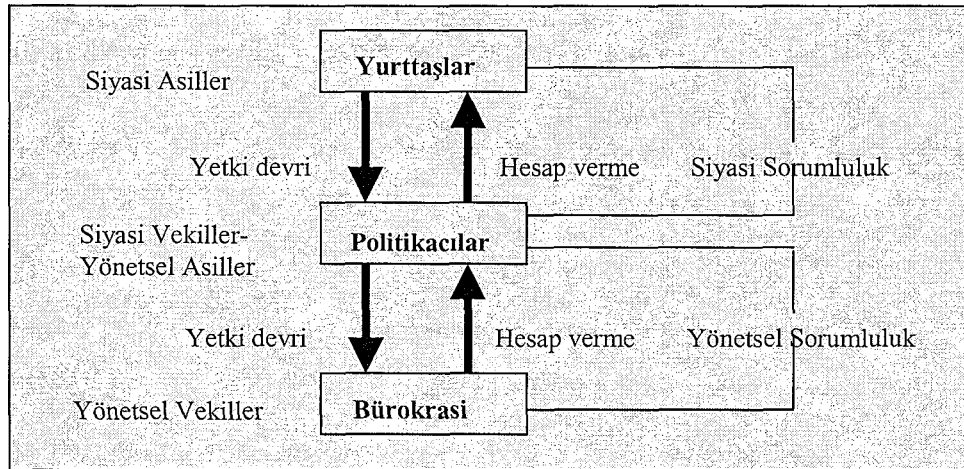 Yurttaşlar
Siyasi Asiller
Yetki devri
Hesap verme
Siyasi Sorumluluk
Siyasi Vekiller-
Yönetsel Asiller
Politikacılar
Yetki devri
Hesap verme
Yönetsel Sorumluluk
Yönetsel Vekiller
Bürokrasi